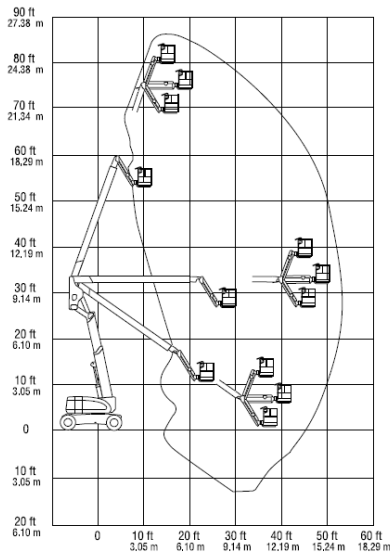 90 ft
27.38 m
80 ft
24.38 m
70 ft
21,34 m
60 ft
18,29 m
50 ft
15.24 m
40 ft
12,19 m
30 ft
9.14 m
20 ft
6.10 m
10 ft
3.05 m
0
10 ft
3.05 m
20 ft
6.10 m
0 10 ft 20 ft 30 ft 40 ft 50 ft 60 ft
3.05 m 6,10 m 9.14 m 12.19 m 15,24 m 18,29 m